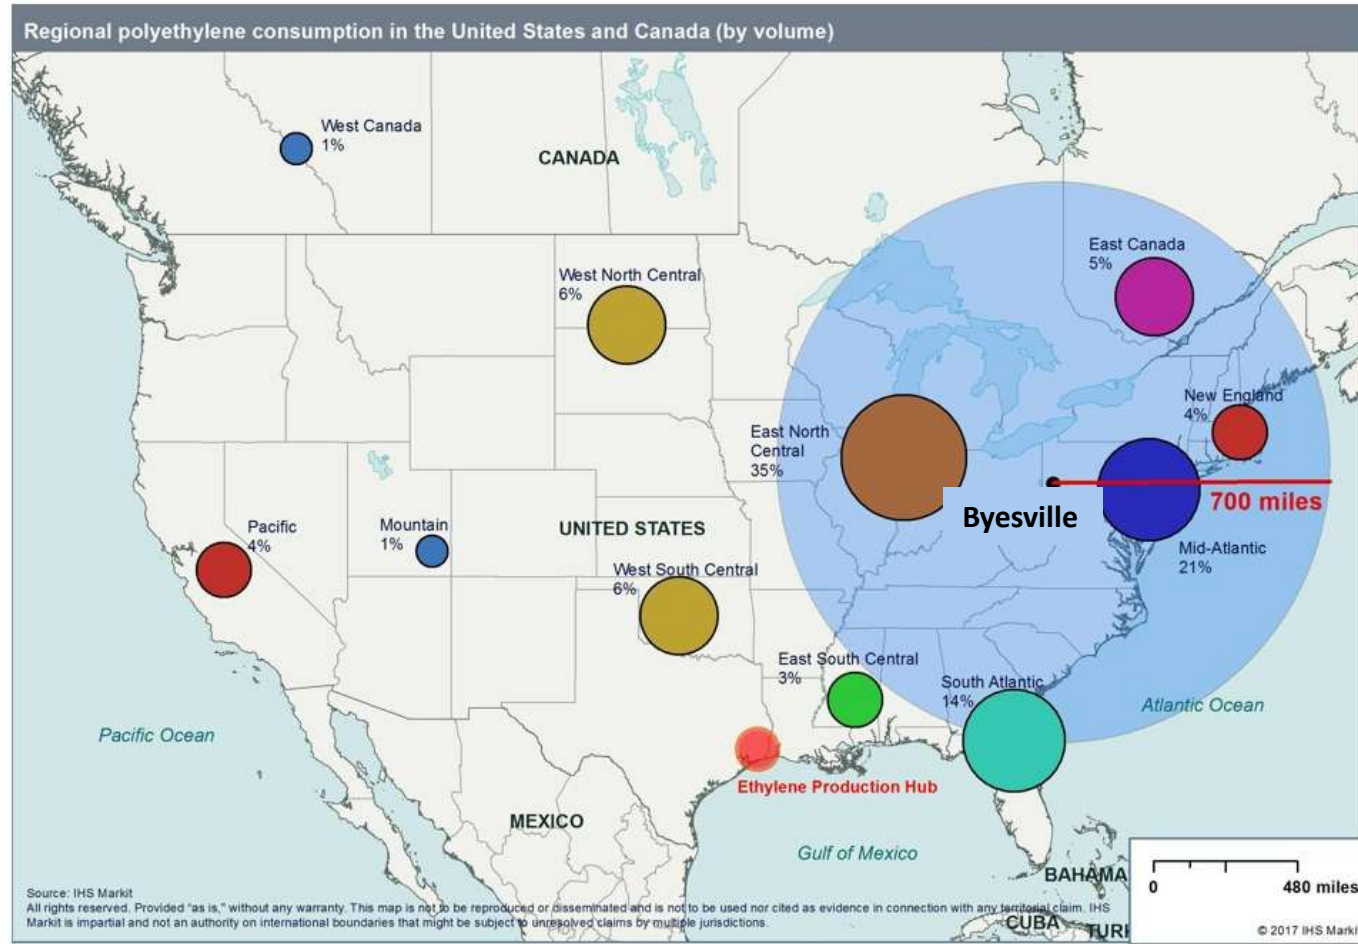 Regional polyethylene consumption in the United States and Canada (by volume)
West Canada
1%
CANADA
East Canada
5%
West North Central
6%
New England
4%
East North
Central
35%
700 miles
Byesville
Pacific
4%
Mountain
1%
UNITED STATES
Mid-Atlantic
21%
West South Central
6%
East South Central
3%
South Atlantic
14%
Atlantic Ocean
Pacific Ocean
Ethylene Production Hub
MEXICO
Gulf of Mexico
BAHAMA
0 480 miles
Source: IHS Markit
All rights reserved. Provided "as is," without any warranty. This map is not to be reproduced or disseminated and is not to be used nor cited as evidence in connection with any territorial claim. IHS
Markit is impartial and not an authority on international boundaries that might be subject to unresolved claims by multiple jurisdictions.
CUBA
TURK
© 2017 IHS Markit